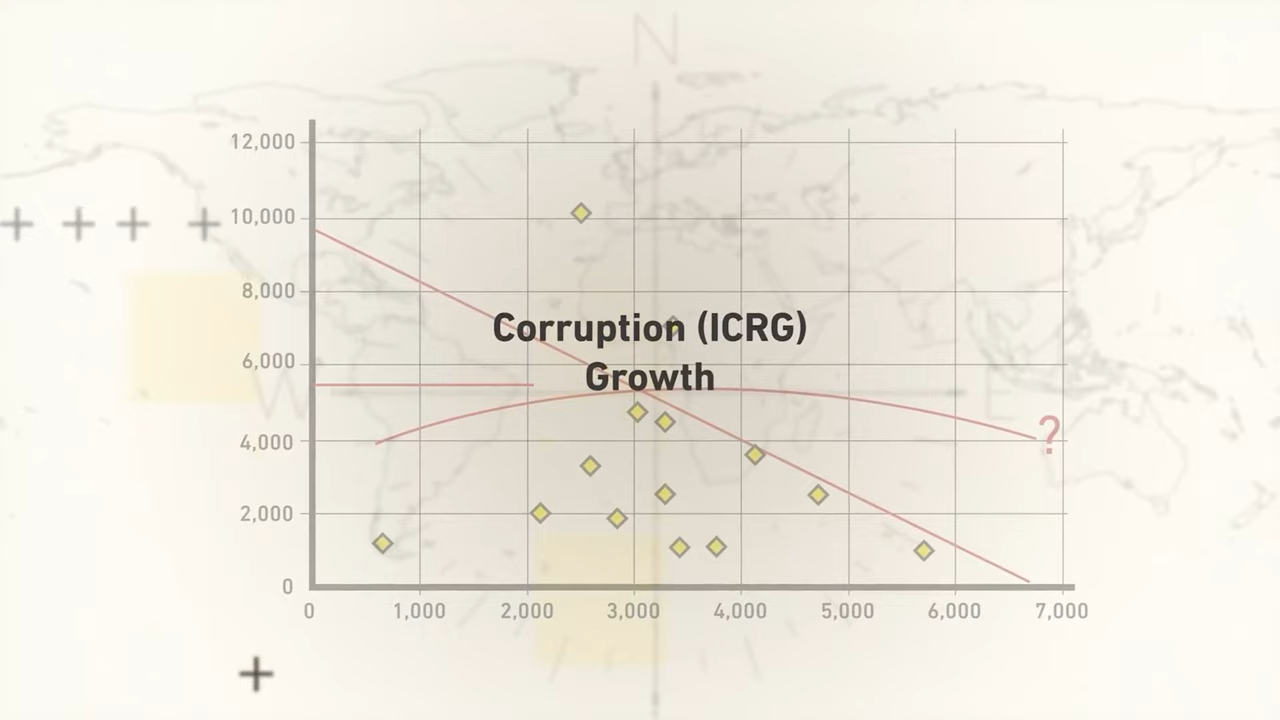 N
12,000
10,000
8,000
Corruption (ICRG)
6,000
Growth
W
E
4,000
?
2,000
0
0 1,000 2,000 3,000 4,000 5,000 6,000 7,000